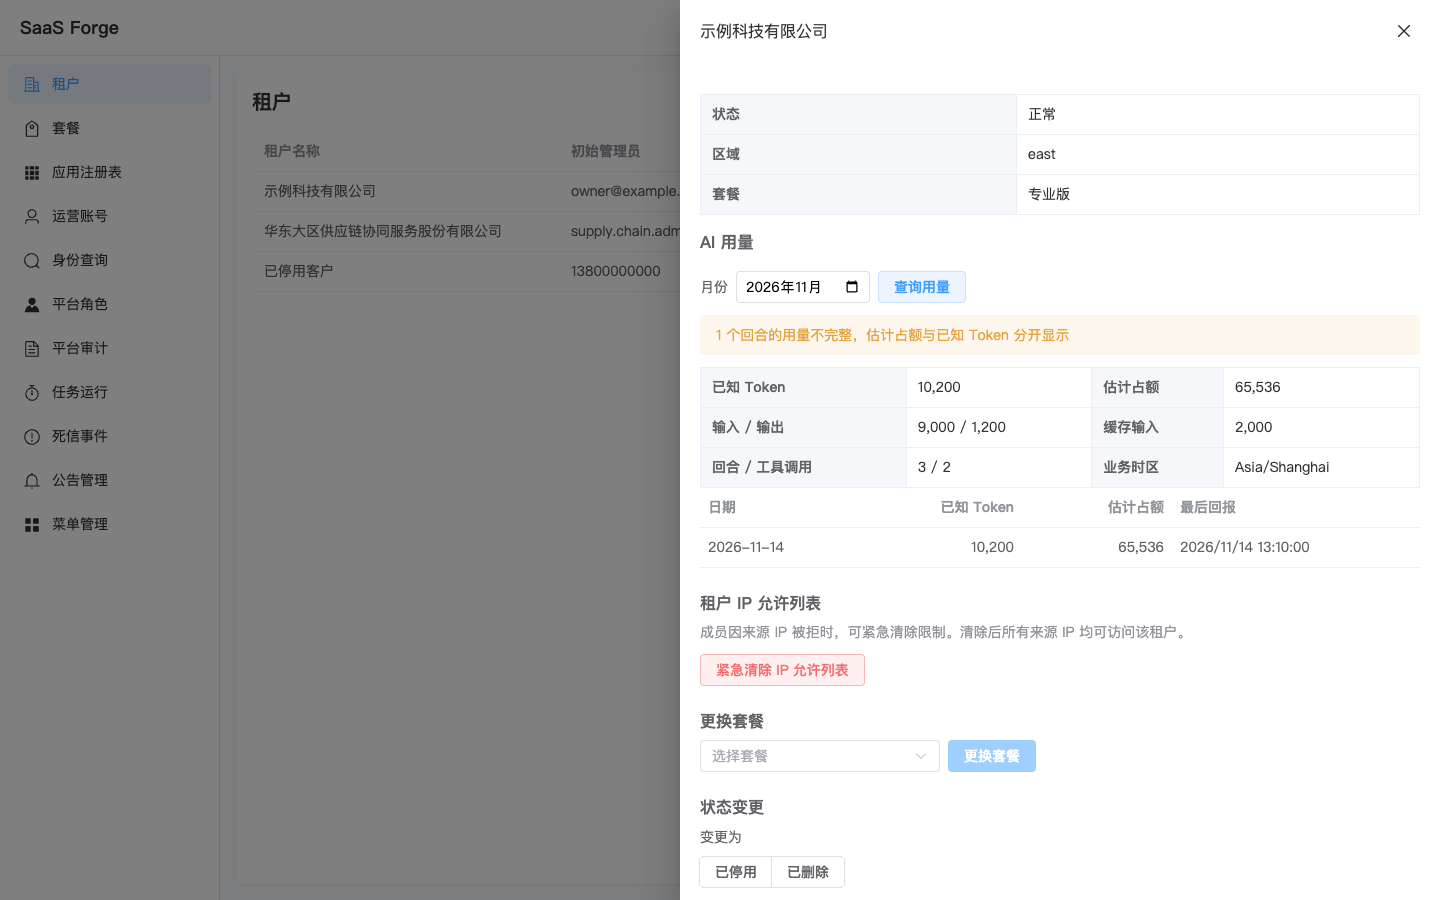 SaaS Forge
租户
套餐
应用注册表
运营账号
身份查询
平台角色
平台审计
任务运行
死信事件
公告管理
菜单管理
租户
租户名称 初始管理员
示例科技有限公司 owner@example.
华东大区供应链协同服务股份有限公司 supply.chain.adm
已停用客户 13800000000
示例科技有限公司
状态 正常
区域 east
套餐 专业版
AI 用量
月份 2026年11月 查询用量
1 个回合的用量不完整，估计占额与已知 Token 分开显示
已知 Token 10,200 估计占额 65,536
输入 / 输出 9,000 / 1,200 缓存输入 2,000
回合 / 工具调用 3 / 2 业务时区 Asia/Shanghai
日期 已知 Token 估计占额 最后回报
2026-11-14 10,200 65,536 2026/11/14 13:10:00
租户 IP 允许列表
成员因来源 IP 被拒时，可紧急清除限制。清除后所有来源 IP 均可访问该租户。
紧急清除 IP 允许列表
更换套餐
选择套餐 更换套餐
状态变更
变更为
已停用 已删除